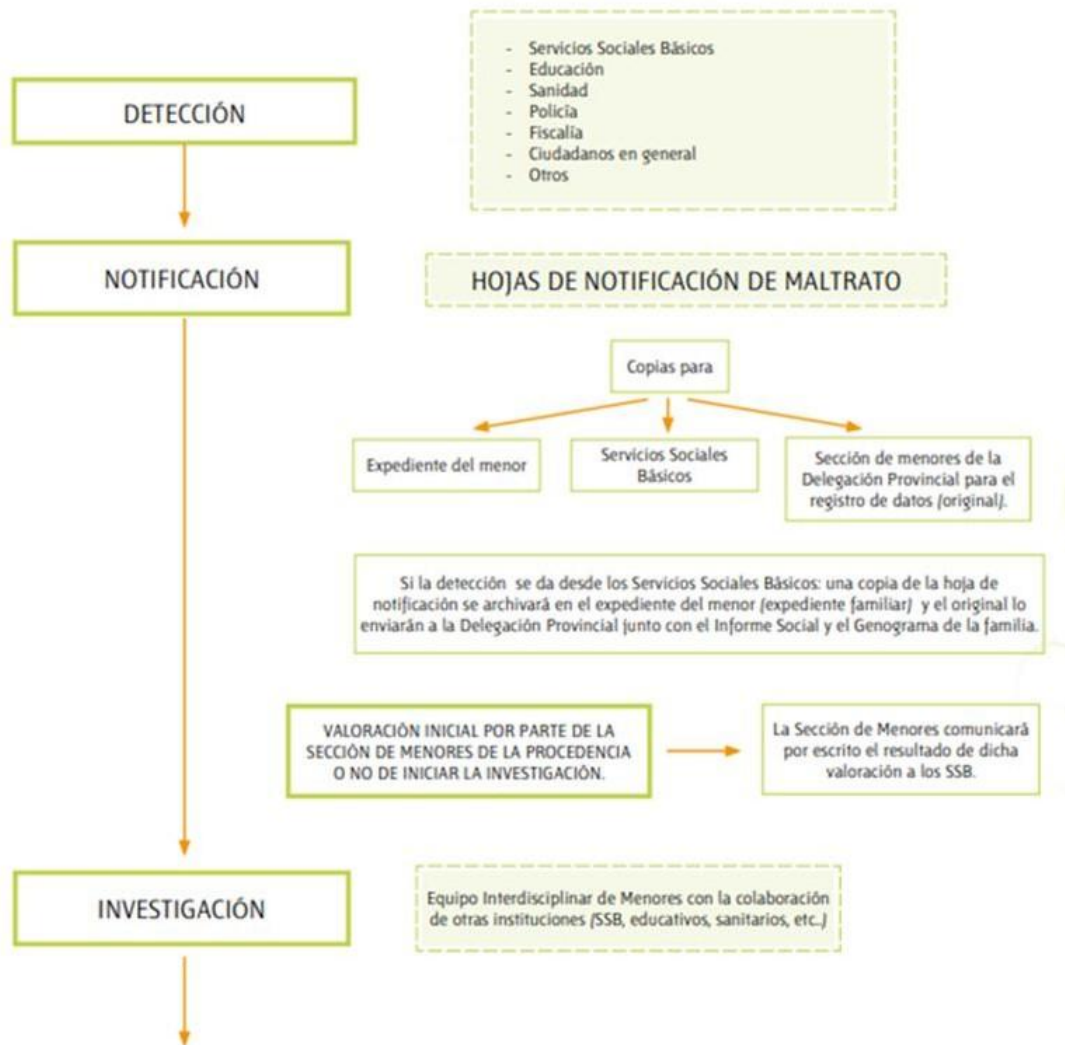 DETECCIÓN
- Servicios Sociales Básicos
- Educación
- Sanidad
- Policía
- Fiscalía
- Ciudadanos en general
- Otros
NOTIFICACIÓN
HOJAS DE NOTIFICACIÓN DE MALTRATO
Copias para
Expediente del menor
Servicios Sociales
Básicos
Sección de menores de la
Delegación Provincial para el
registro de datos (original).
Si la detección se da desde los Servicios Sociales Básicos: una copia de la hoja de
notificación se archivará en el expediente del menor (expediente familiar) y el original lo
enviarán a la Delegación Provincial junto con el Informe Social y el Genograma de la familia.
VALORACIÓN INICIAL POR PARTE DE LA
SECCIÓN DE MENORES DE LA PROCEDENCIA
O NO DE INICIAR LA INVESTIGACIÓN.
La Sección de Menores comunicará
por escrito el resultado de dicha
valoración a los SSB.
INVESTIGACIÓN
Equipo Interdisciplinar de Menores con la colaboración
de otras instituciones (SSB, educativos, sanitarios, etc..)